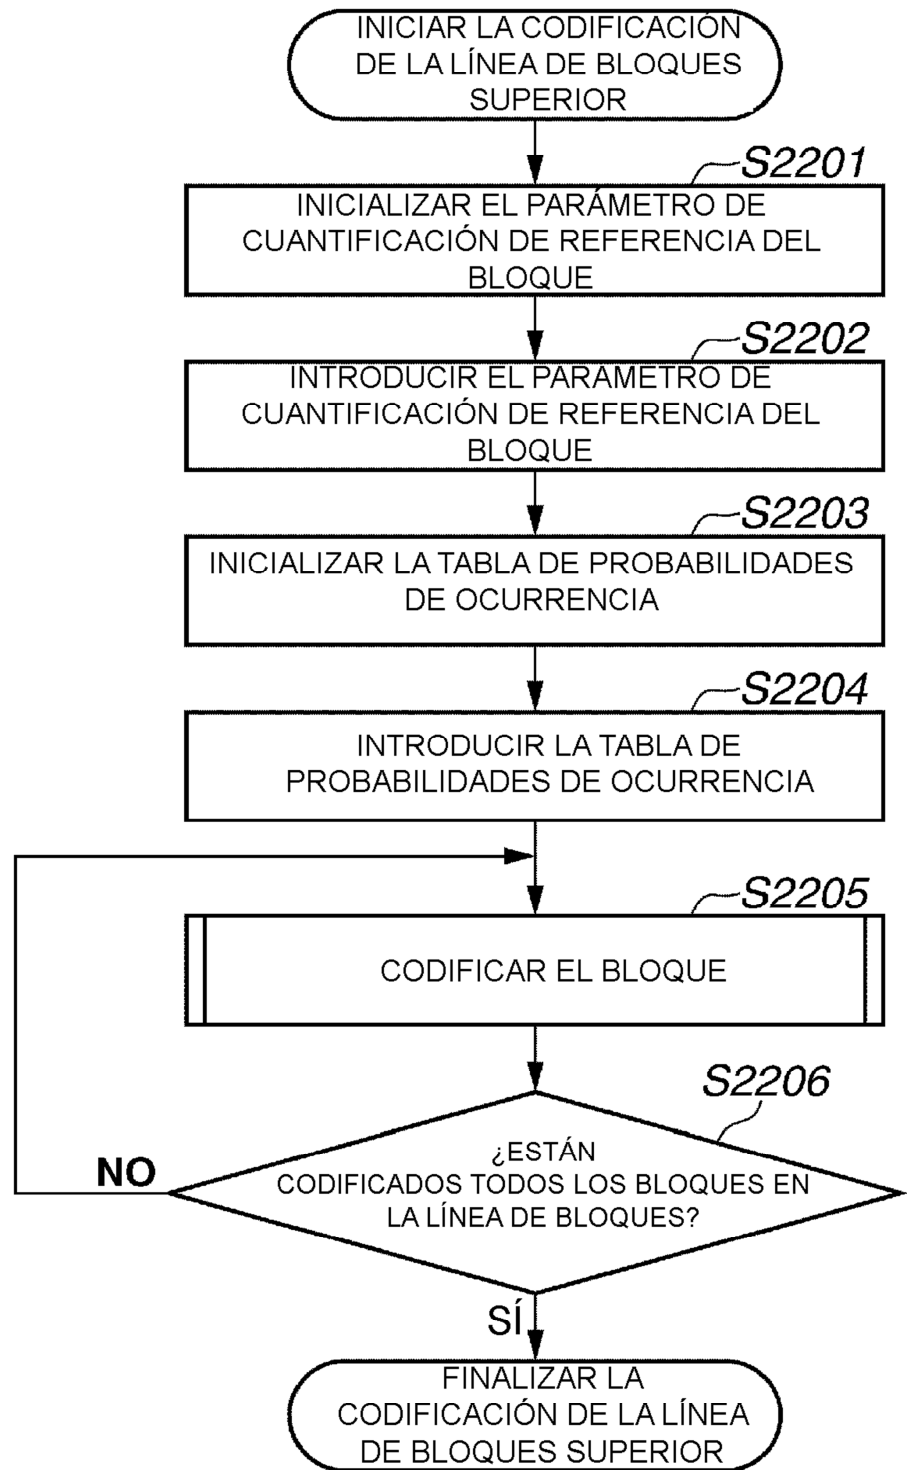 INICIAR LA CODIFICACIÓN
DE LA LÍNEA DE BLOQUES
SUPERIOR
S2201
INICIALIZAR EL PARÁMETRO DE
CUANTIFICACIÓN DE REFERENCIA DEL
BLOQUE
S2202
INTRODUCIR EL PARÁMETRO DE
CUANTIFICACIÓN DE REFERENCIA DEL
BLOQUE
S2203
INICIALIZAR LA TABLA DE PROBABILIDADES
DE OCURRENCIA
S2204
INTRODUCIR LA TABLA DE
PROBABILIDADES DE OCURRENCIA
S2205
CODIFICAR EL BLOQUE
S2206
¿ESTÁN
CODIFICADOS TODOS LOS BLOQUES EN
LA LÍNEA DE BLOQUES?
NO
SÍ
FINALIZAR LA
CODIFICACIÓN DE LA LÍNEA
DE BLOQUES SUPERIOR